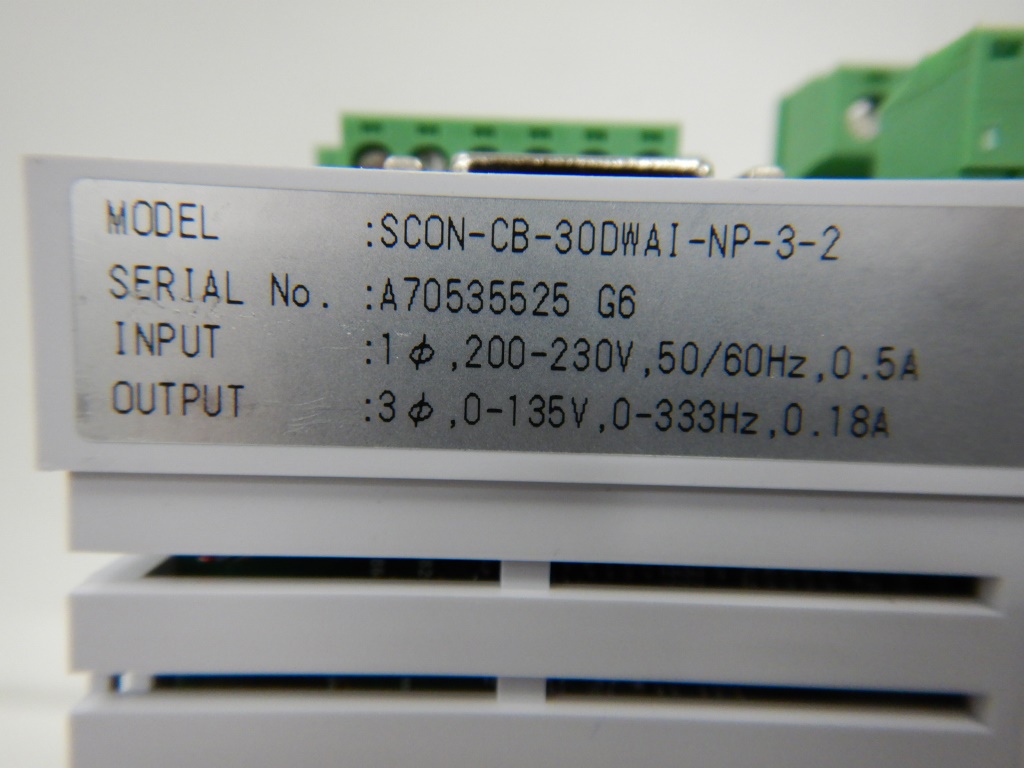 MODEL :SCON-CB-30DWAI-NP-3-2
SERIAL No. :A70535525 G6
INPUT :1ϕ,200-230V,50/60Hz,0.5A
OUTPUT :3ϕ,0-135V,0-333Hz,0.18A